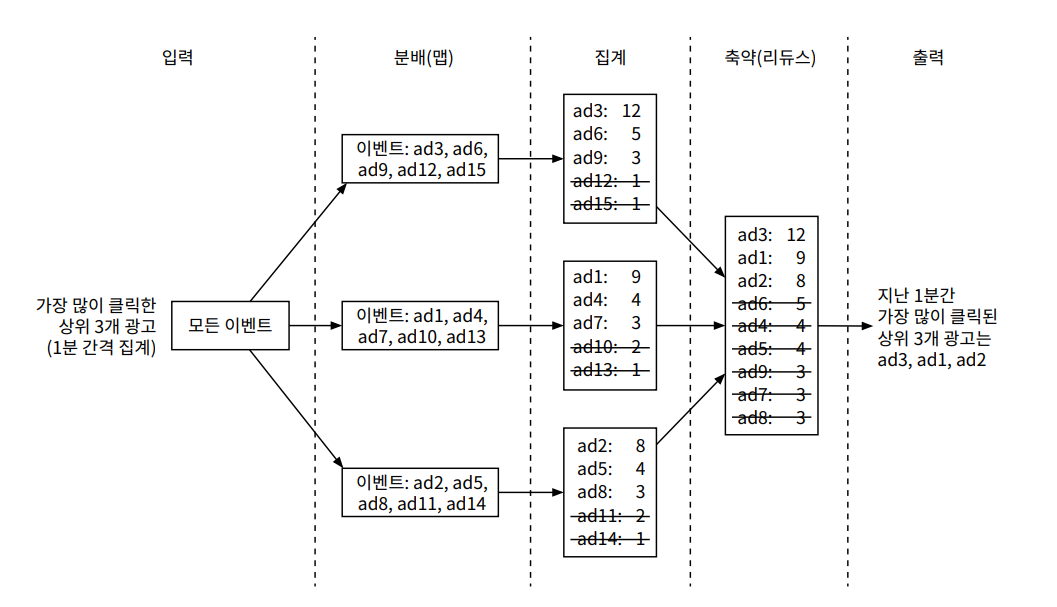 입력
분배(맵)
집계
축약(리듀스)
출력
가장 많이 클릭한
상위 3개 광고
(1분 간격 집계)
모든 이벤트
이벤트: ad3, ad6,
ad9, ad12, ad15
이벤트: ad1, ad4,
ad7, ad10, ad13
이벤트: ad2, ad5,
ad8, ad11, ad14
ad3: 12
ad6: 5
ad9: 3
ad12: 1
ad15: 1
ad1: 9
ad4: 4
ad7: 3
ad10: 2
ad13: 1
ad2: 8
ad5: 4
ad8: 3
ad11: 2
ad14: 1
ad3: 12
ad1: 9
ad2: 8
ad6: 5
ad4: 4
ad5: 4
ad9: 3
ad7: 3
ad8: 3
지난 1분간
가장 많이 클릭된
상위 3개 광고는
ad3, ad1, ad2